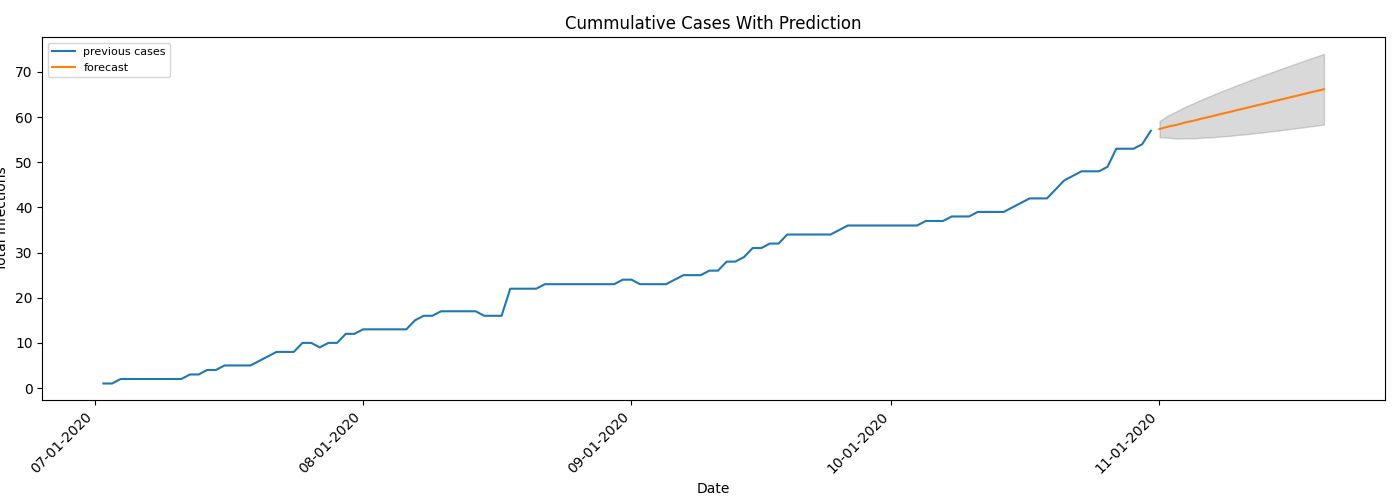 Cummulative Cases With Prediction
previous cases
forecast
70
60
50
40
30
20
10
0
Total Infections
07-01-2020
08-01-2020
09-01-2020
10-01-2020
11-01-2020
Date